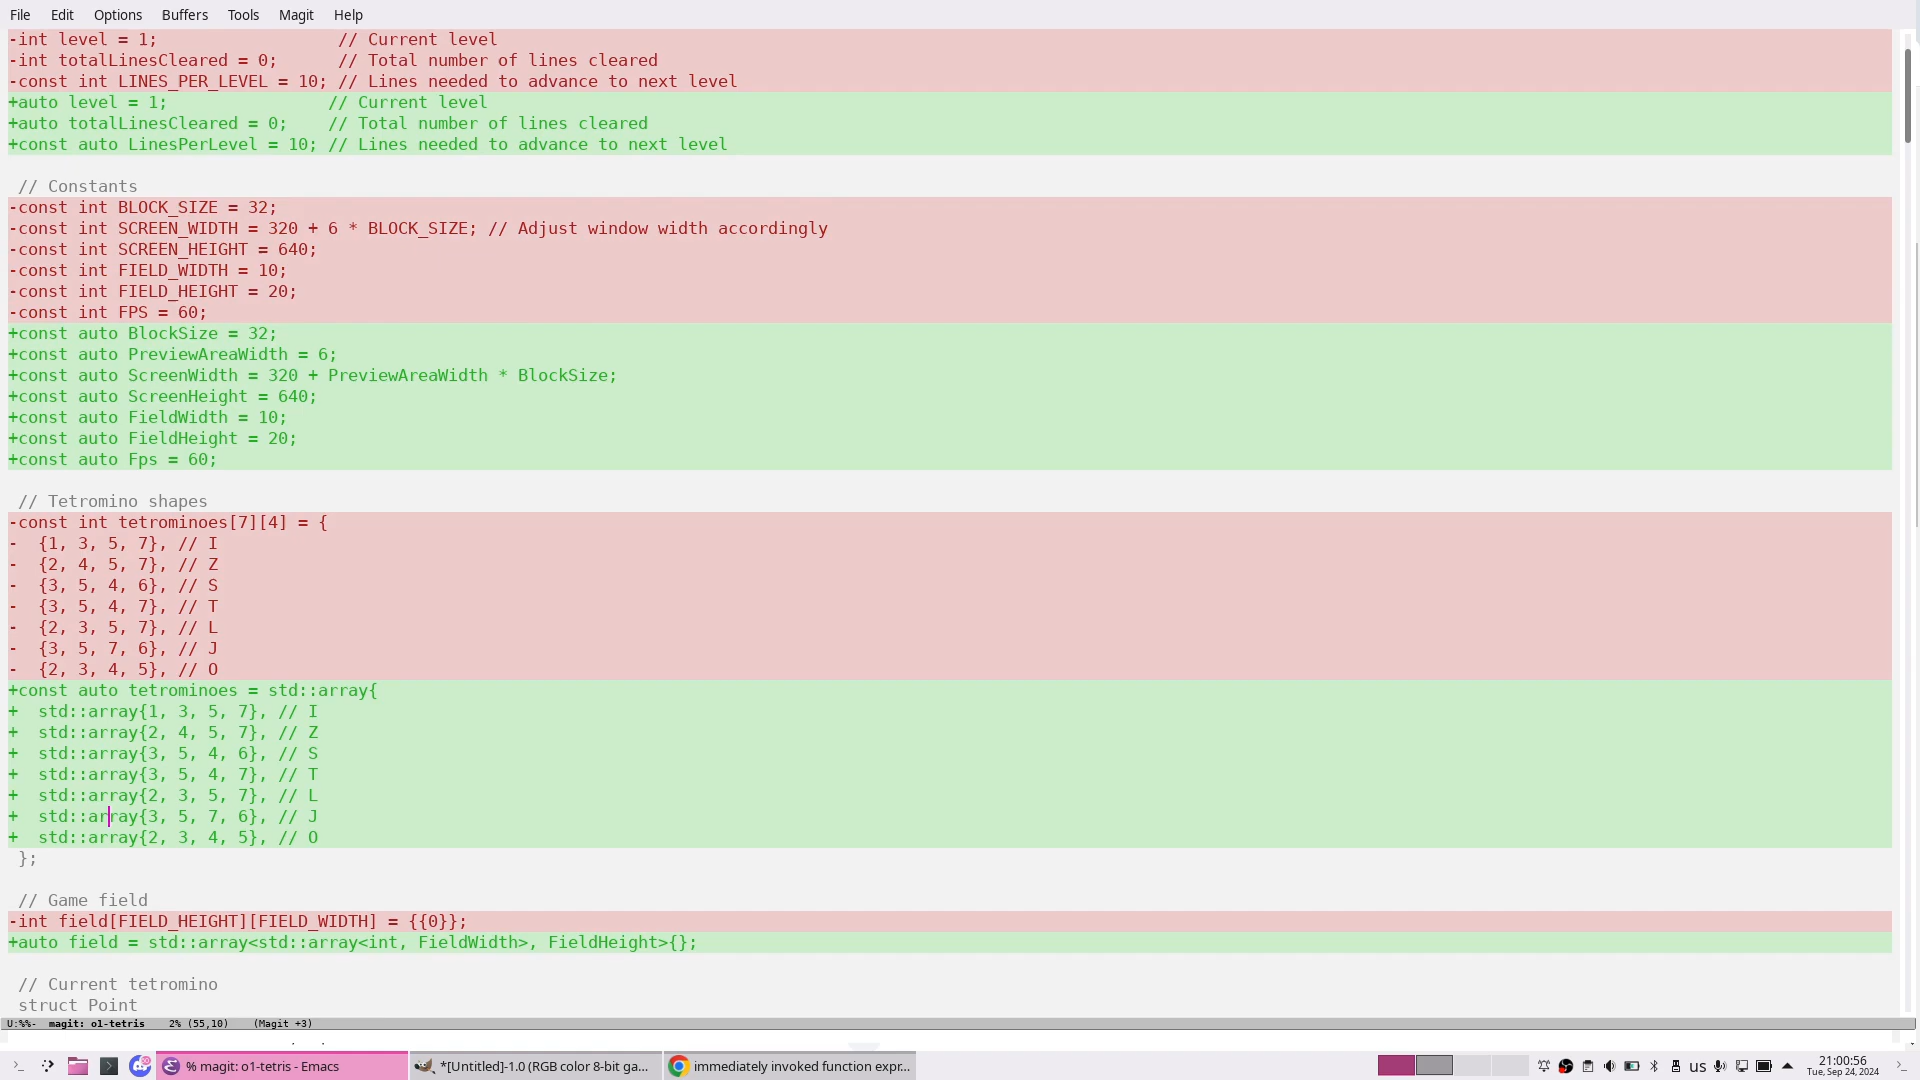 File Edit Options Buffers Tools Magit Help
-int level = 1;                  // Current level
-int totalLinesCleared = 0;      // Total number of lines cleared
-const int LINES_PER_LEVEL = 10; // Lines needed to advance to next level
+auto level = 1;                // Current level
+auto totalLinesCleared = 0;    // Total number of lines cleared
+const auto LinesPerLevel = 10; // Lines needed to advance to next level
 // Constants
-const int BLOCK_SIZE = 32;
-const int SCREEN_WIDTH = 320 + 6 * BLOCK_SIZE; // Adjust window width accordingly
-const int SCREEN_HEIGHT = 640;
-const int FIELD_WIDTH = 10;
-const int FIELD_HEIGHT = 20;
-const int FPS = 60;
+const auto BlockSize = 32;
+const auto PreviewAreaWidth = 6;
+const auto ScreenWidth = 320 + PreviewAreaWidth * BlockSize;
+const auto ScreenHeight = 640;
+const auto FieldWidth = 10;
+const auto FieldHeight = 20;
+const auto Fps = 60;
 // Tetromino shapes
-const int tetrominoes[7][4] = {
-  {1, 3, 5, 7}, // I
-  {2, 4, 5, 7}, // Z
-  {3, 5, 4, 6}, // S
-  {3, 5, 4, 7}, // T
-  {2, 3, 5, 7}, // L
-  {3, 5, 7, 6}, // J
-  {2, 3, 4, 5}, // O
+const auto tetrominoes = std::array{
+  std::array{1, 3, 5, 7}, // I
+  std::array{2, 4, 5, 7}, // Z
+  std::array{3, 5, 4, 6}, // S
+  std::array{3, 5, 4, 7}, // T
+  std::array{2, 3, 5, 7}, // L
+  std::array{3, 5, 7, 6}, // J
+  std::array{2, 3, 4, 5}, // O
 };
 // Game field
-int field[FIELD_HEIGHT][FIELD_WIDTH] = {{0}};
+auto field = std::array<std::array<int, FieldWidth>, FieldHeight>{};
 // Current tetromino
 struct Point
U:%%- magit: o1-tetris 2% (55,10) (Magit +3)
% magit: o1-tetris - Emacs
*[Untitled]-1.0 (RGB color 8-bit ga...
immediately invoked function expr...
us
21:00:56
Tue, Sep 24, 2024